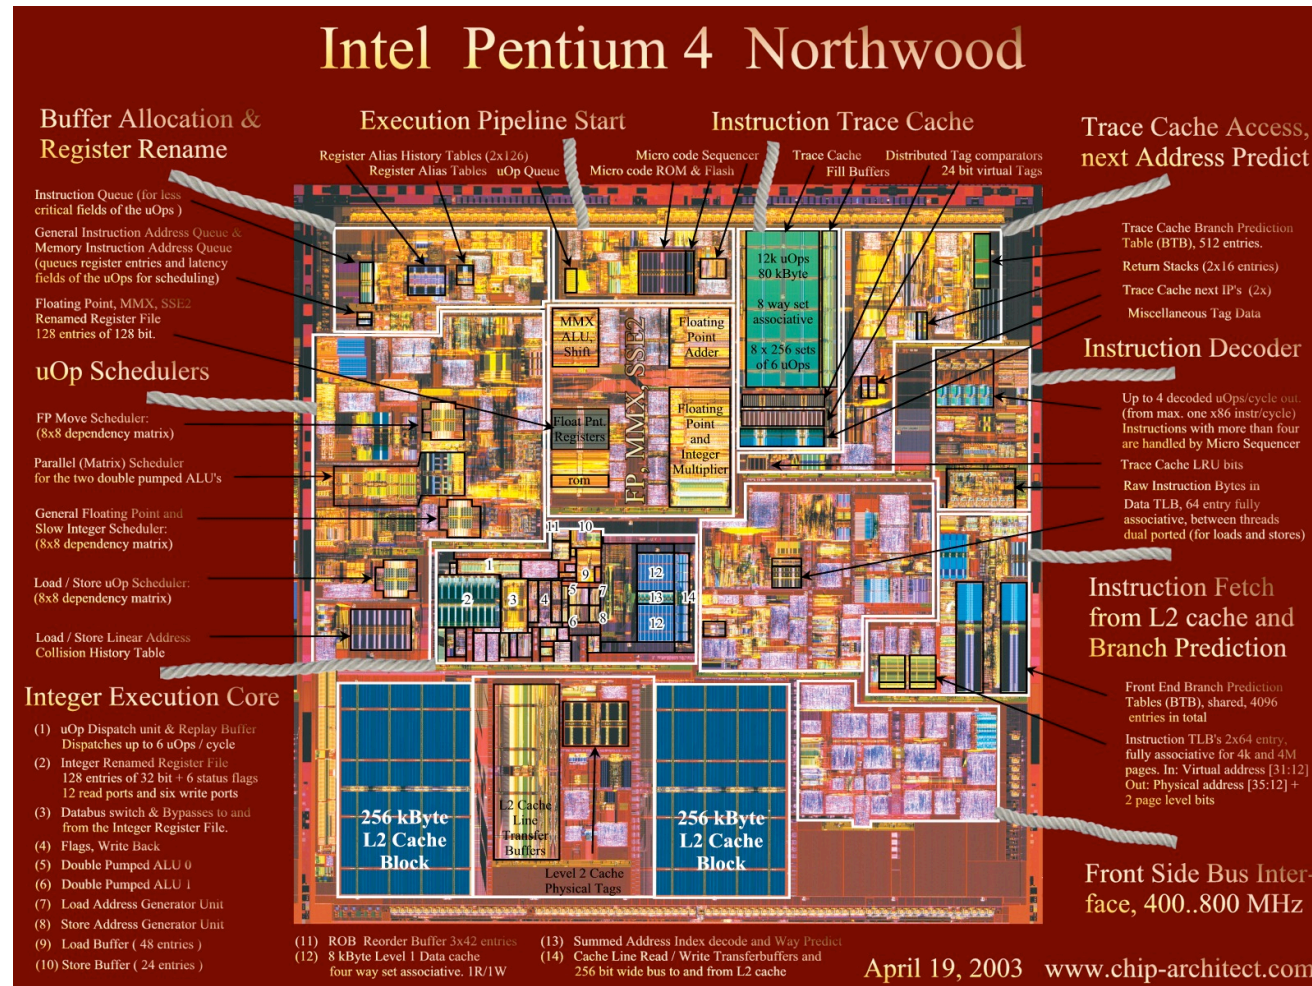 Intel Pentium 4 Northwood
Buffer Allocation &
Register Rename
Execution Pipeline Start
Instruction Trace Cache
Trace Cache Access,
next Address Predict
Register Alias History Tables (2x126)
Register Alias Tables
uOp Queue
Micro code Sequencer
Micro code ROM & Flash
Trace Cache
Fill Buffers
Distributed Tag comparators
24 bit virtual Tags
Instruction Queue (for less
critical fields of the uOps )
General Instruction Address Queue &
Memory Instruction Address Queue
(queues register entries and latency
fields of the uOps for scheduling)
Floating Point, MMX, SSE2
Renamed Register File
128 entries of 128 bit.
uOp Schedulers
FP Move Scheduler:
(8x8 dependency matrix)
Parallel (Matrix) Scheduler
for the two double pumped ALU's
General Floating Point and
Slow Integer Scheduler:
(8x8 dependency matrix)
Load / Store uOp Scheduler:
(8x8 dependency matrix)
Load / Store Linear Address
Collision History Table
Integer Execution Core
(1) uOp Dispatch unit & Replay Buffer
Dispatches up to 6 uOps / cycle
(2) Integer Renamed Register File
128 entries of 32 bit + 6 status flags
12 read ports and six write ports
(3) Databus switch & Bypasses to and
from the Integer Register File.
(4) Flags, Write Back
(5) Double Pumped ALU 0
(6) Double Pumped ALU 1
(7) Load Address Generator Unit
(8) Store Address Generator Unit
(9) Load Buffer ( 48 entries )
(10) Store Buffer ( 24 entries )
12k uOps
80 kByte
8 way set
associative
8 x 256 sets
of 6 uOps
MMX
ALU,
Shift
FP, MMX, SSE2
Floating
Point
Adder
Float Pnt.
Registers
Floating
Point
and
Integer
Multiplier
rom
11
10
1
2
3
4
5
6
7
8
9
12
13
12
14
256 kByte
L2 Cache
Block
L2 Cache
Line
Transfer
Buffers
Level 2 Cache
Physical Tags
256 kByte
L2 Cache
Block
Trace Cache Branch Prediction
Table (BTB), 512 entries.
Return Stacks (2x16 entries)
Trace Cache next IP's (2x)
Miscellaneous Tag Data
Instruction Decoder
Up to 4 decoded uOps/cycle out.
(from max. one x86 instr/cycle)
Instructions with more than four
are handled by Micro Sequencer
Trace Cache LRU bits
Raw Instruction Bytes in
Data TLB, 64 entry fully
associative, between threads
dual ported (for loads and stores)
Instruction Fetch
from L2 cache and
Branch Prediction
Front End Branch Prediction
Tables (BTB), shared, 4096
entries in total
Instruction TLB's 2x64 entry,
fully associative for 4k and 4M
pages. In: Virtual address [31:12]
Out: Physical address [35:12] +
2 page level bits
Front Side Bus Inter-
face, 400..800 MHz
(11) ROB Reorder Buffer 3x42 entries
(12) 8 kByte Level 1 Data cache
four way set associative. 1R/1W
(13) Summed Address Index decode and Way Predict
(14) Cache Line Read / Write Transferbuffers and
256 bit wide bus to and from L2 cache
April 19, 2003 www.chip-architect.com